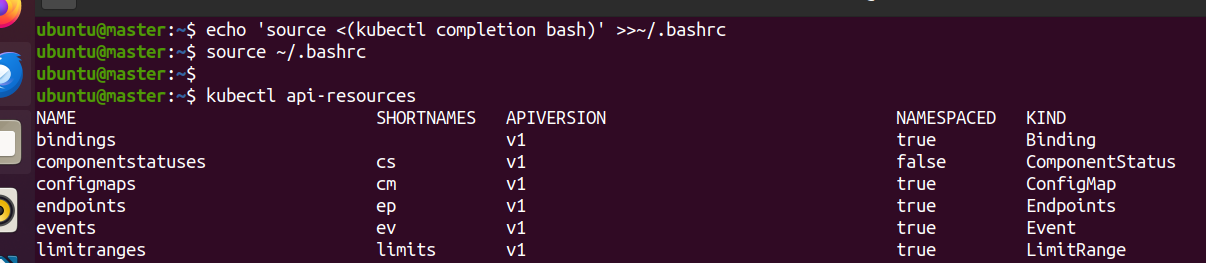 ubuntu@master:~$ echo 'source <(kubectl completion bash)' >>~/.bashrc
ubuntu@master:~$ source ~/.bashrc
ubuntu@master:~$
ubuntu@master:~$ kubectl api-resources
NAME SHORTNAMES APIVERSION NAMESPACED KIND
bindings v1 true Binding
componentstatuses cs v1 false ComponentStatus
configmaps cm v1 true ConfigMap
endpoints ep v1 true Endpoints
events ev v1 true Event
limitranges limits v1 true LimitRange